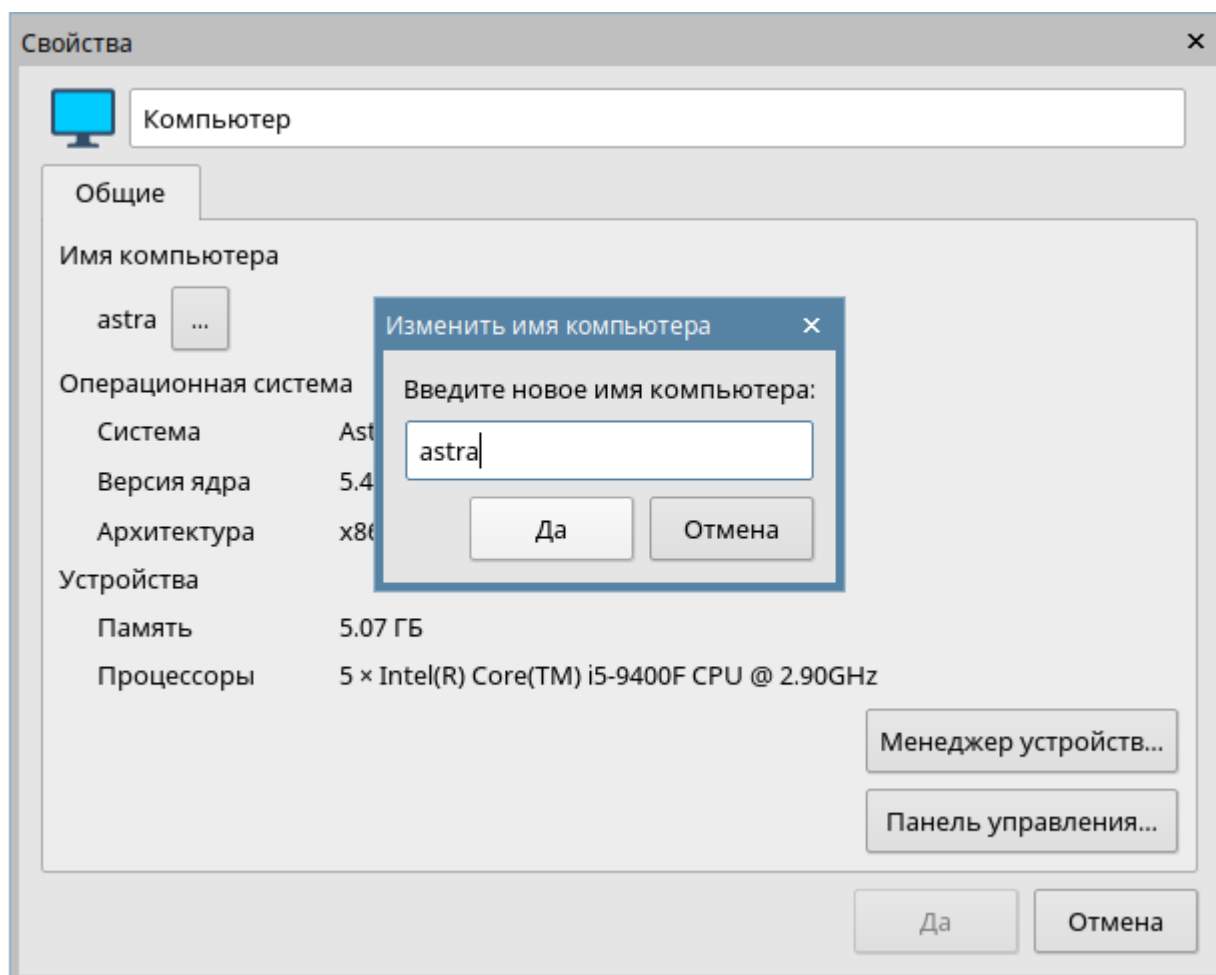 Свойства
Компьютер
Общие
Имя компьютера
astra ...
Изменить имя компьютера
Введите новое имя компьютера:
astra
Да Отмена
Операционная система
Система
Версия ядра 5.4
Архитектура
Устройства
Память 5.07 ГБ
Процессоры 5 × Intel(R) Core(TM) i5-9400F CPU @ 2.90GHz
Менеджер устройств...
Панель управления...
Да Отмена